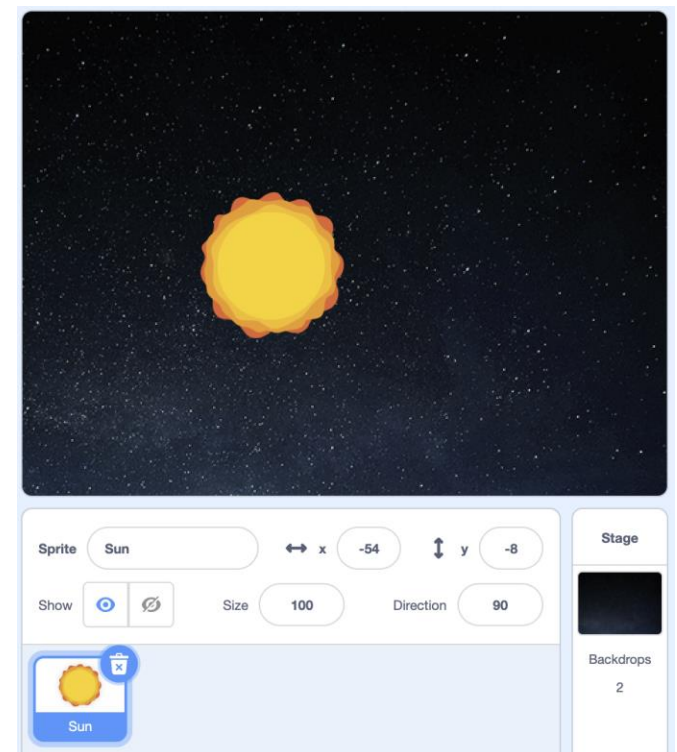 Sprite Sun x -54 y -8
Show Size 100 Direction 90
Sun
Stage
Backdrops
2